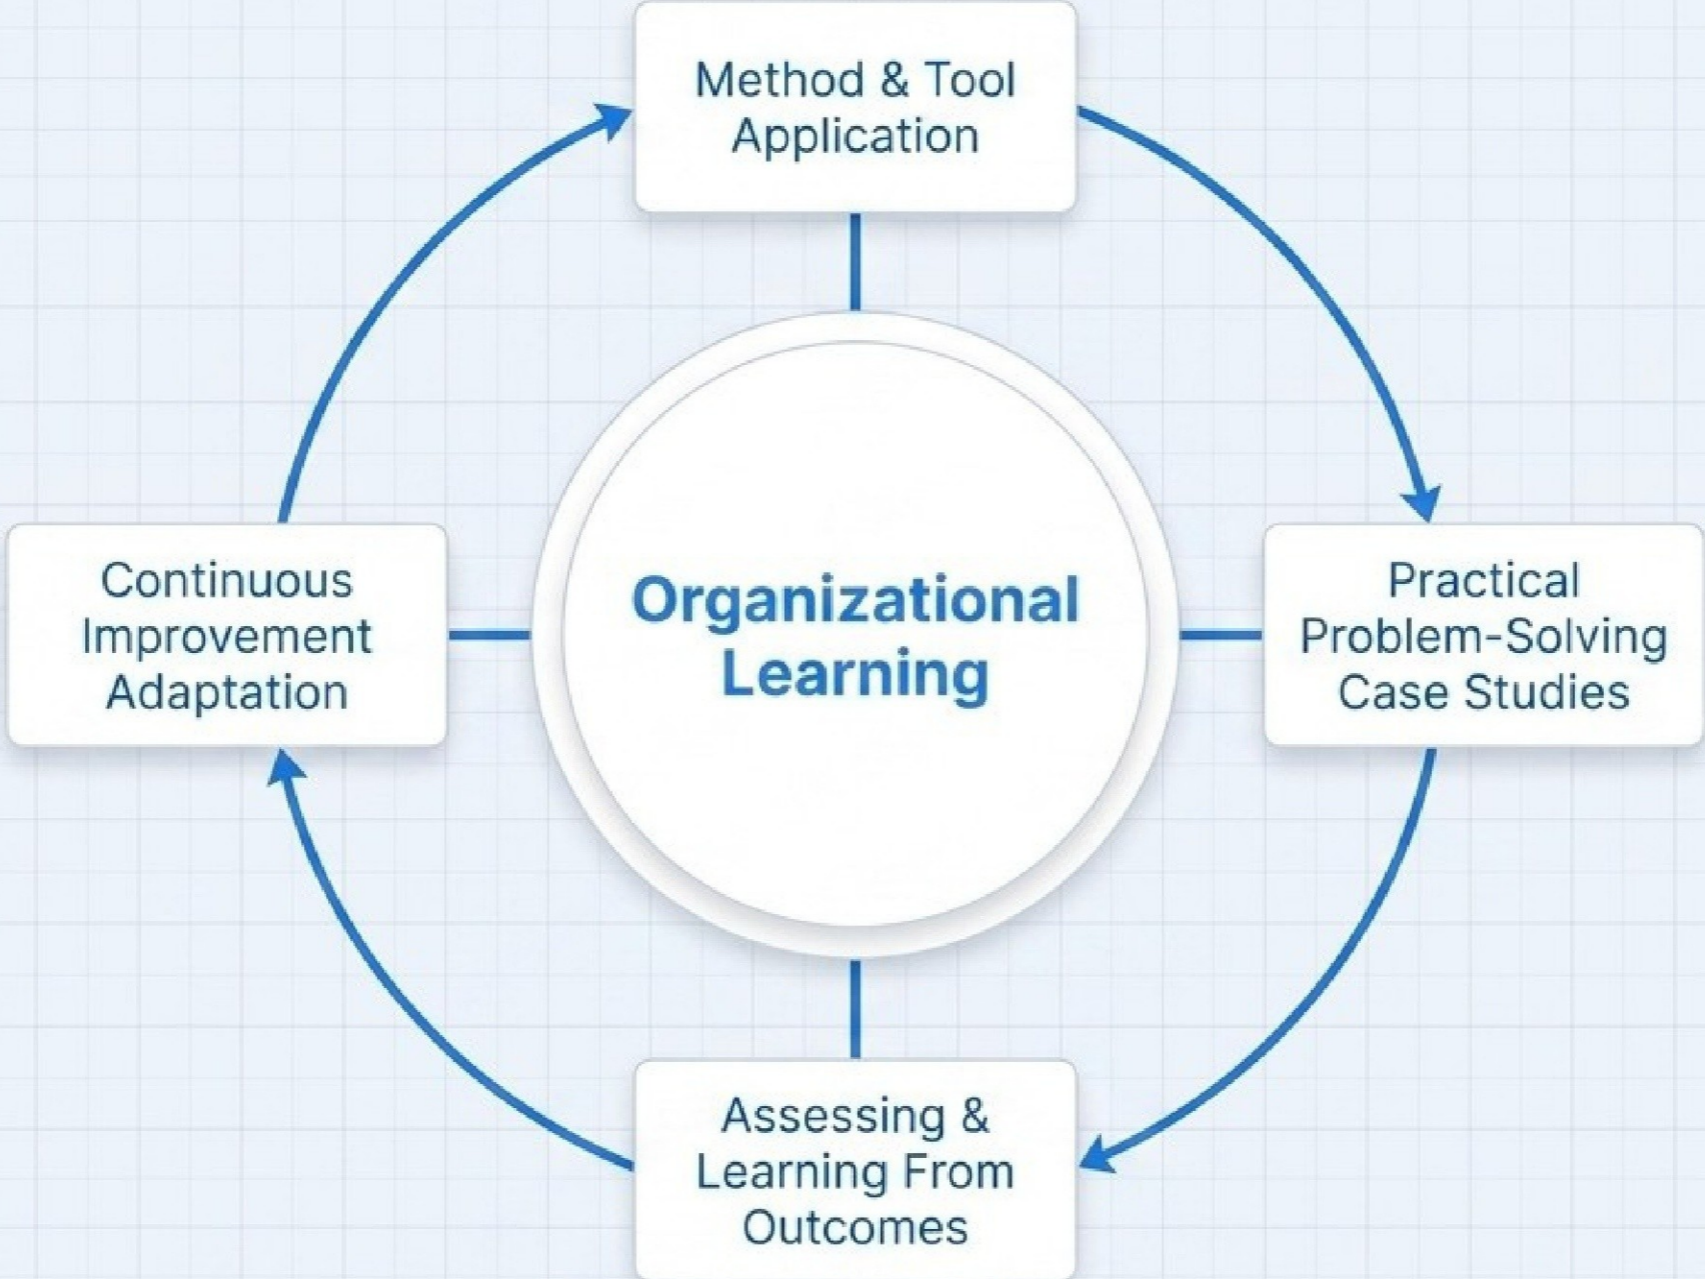 Method & Tool
Application
Continuous
Improvement
Adaptation
Organizational
Learning
Practical
Problem-Solving
Case Studies
Assessing &
Learning From
Outcomes